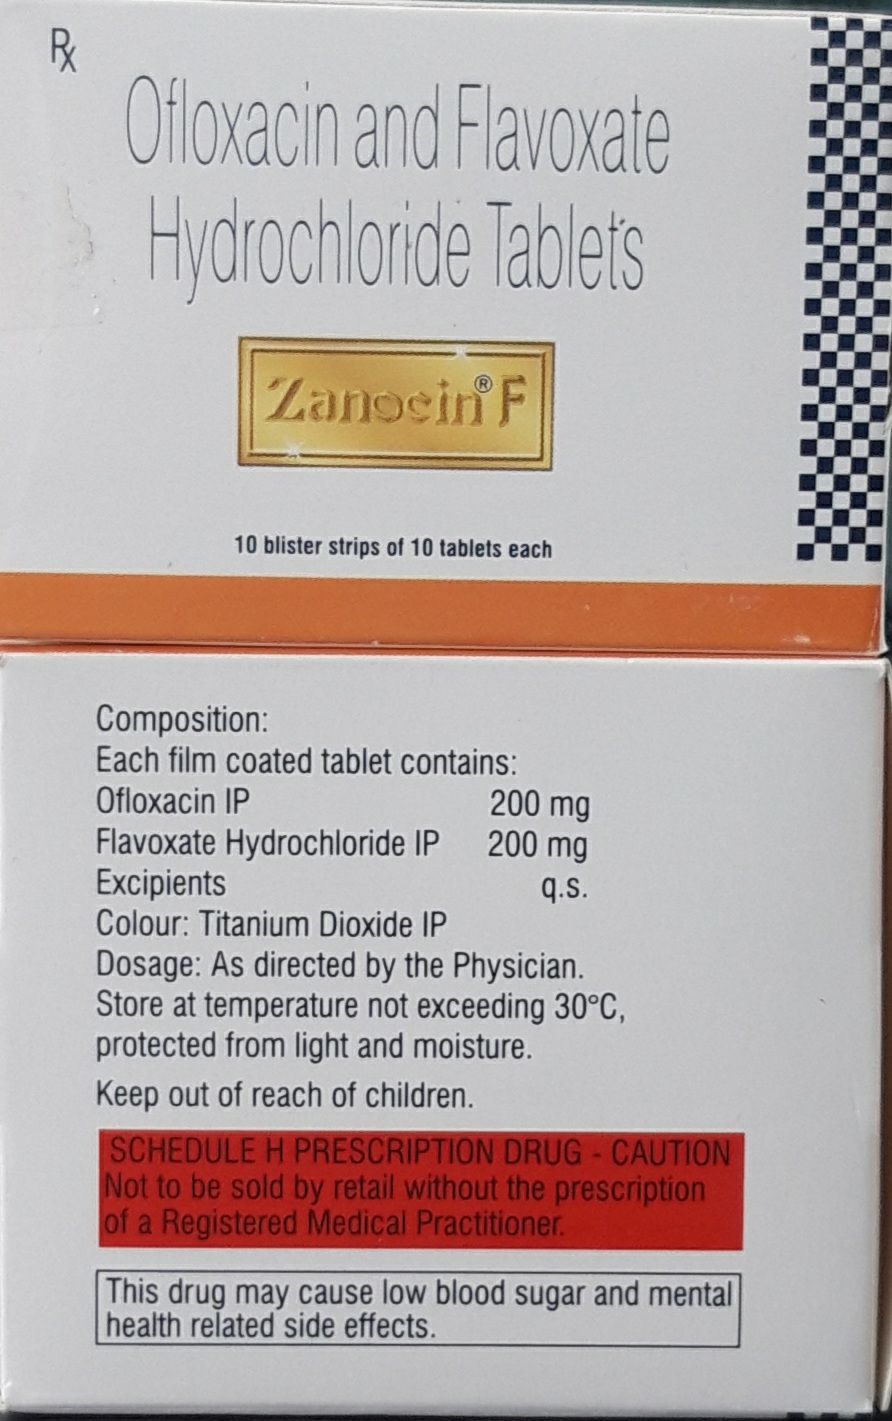 Rx
Ofloxacin and Flavoxate
Hydrochloride Tablets
Zanocin® F
10 blister strips of 10 tablets each
Composition:
Each film coated tablet contains:
Ofloxacin IP 200 mg
Flavoxate Hydrochloride IP 200 mg
Excipients q.s.
Colour: Titanium Dioxide IP
Dosage: As directed by the Physician.
Store at temperature not exceeding 30°C,
protected from light and moisture.
Keep out of reach of children.
SCHEDULE H PRESCRIPTION DRUG - CAUTION
Not to be sold by retail without the prescription
of a Registered Medical Practitioner.
This drug may cause low blood sugar and mental
health related side effects.